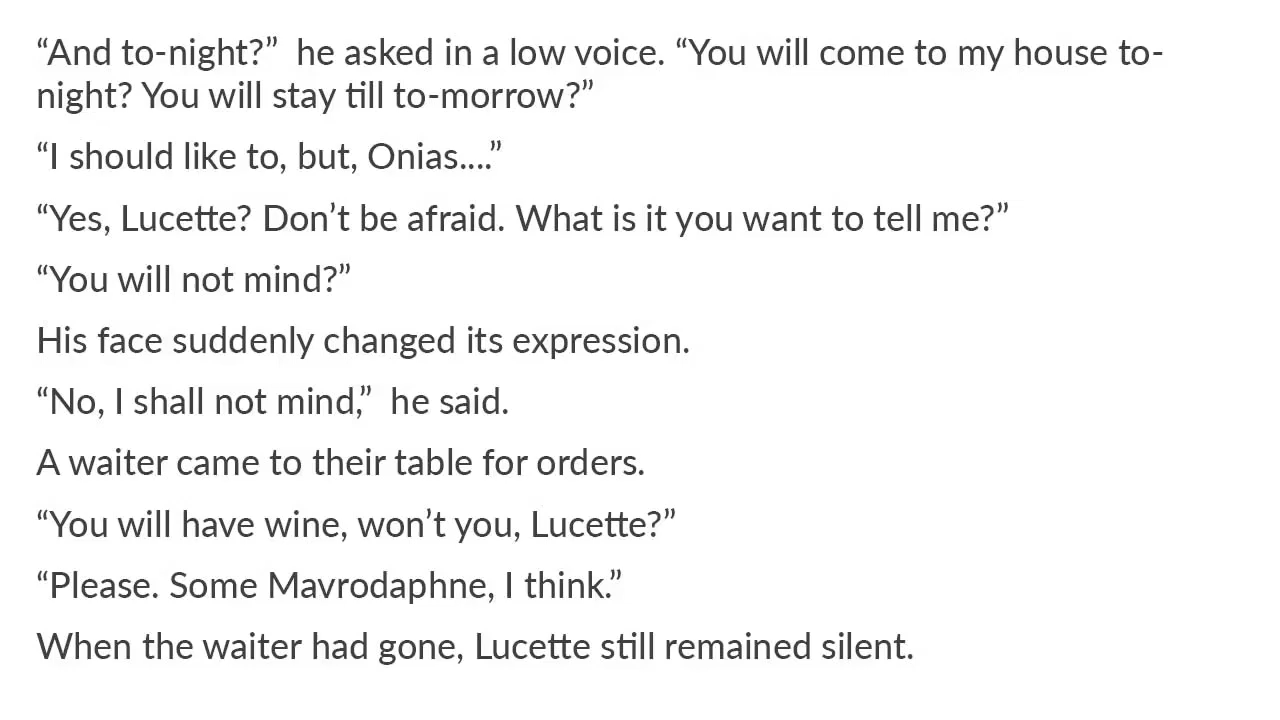 “And to-night?”  he asked in a low voice. “You will come to my house to-
night? You will stay till to-morrow?”
“I should like to, but, Onias....”
“Yes, Lucette? Don’t be afraid. What is it you want to tell me?”
“You will not mind?”
His face suddenly changed its expression.
“No, I shall not mind,”  he said.
A waiter came to their table for orders.
“You will have wine, won’t you, Lucette?”
“Please. Some Mavrodaphne, I think.”
When the waiter had gone, Lucette still remained silent.